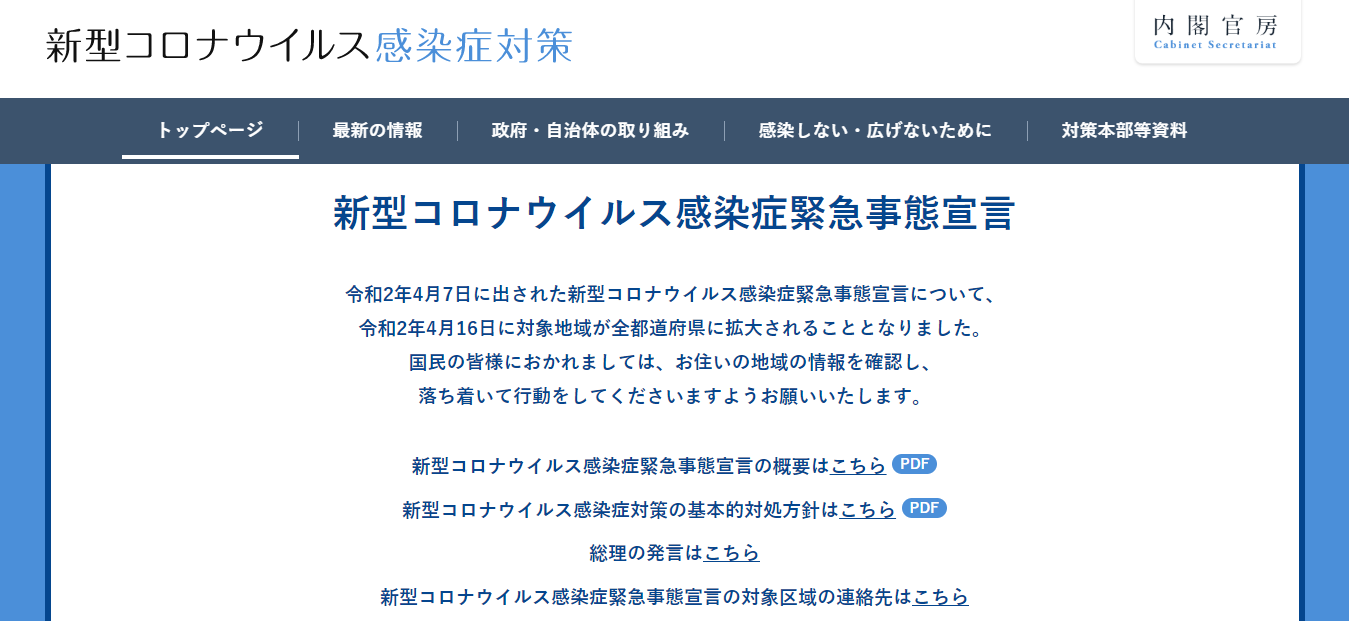 新型コロナウイルス感染症対策
内閣官房
Cabinet Secretariat
トップページ
最新の情報
政府・自治体の取り組み
感染しない・広げないために
対策本部等資料
新型コロナウイルス感染症緊急事態宣言
令和2年4月7日に出された新型コロナウイルス感染症緊急事態宣言について、
令和2年4月16日に対象地域が全都道府県に拡大されることとなりました。
国民の皆様におかれましては、お住いの地域の情報を確認し、
落ち着いて行動をしてくださいますようお願いいたします。
新型コロナウイルス感染症緊急事態宣言の概要はこちら PDF
新型コロナウイルス感染症対策の基本的対処方針はこちら PDF
総理の発言はこちら
新型コロナウイルス感染症緊急事態宣言の対象区域の連絡先はこちら